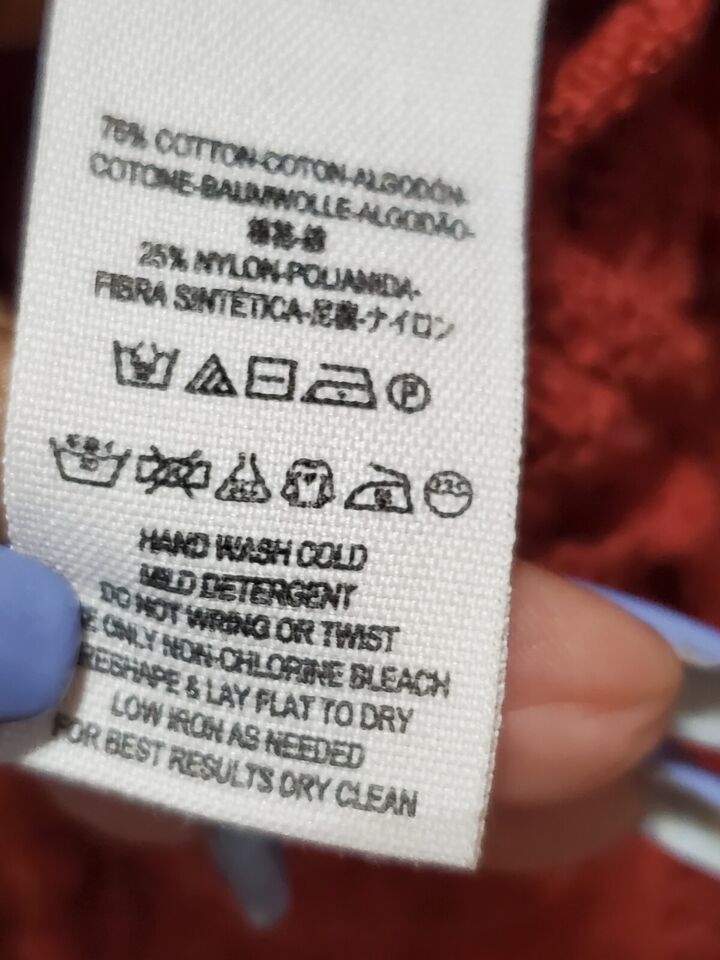 75% COTTON-COTON-ALGODÓN-
COTONE-BAUMWOLLE-ALGODÃO-
25% NYLON-POLIAMIDA-
FIBRA SINTÉTICA-尼龍-ナイロン
P
HAND WASH COLD
MILD DETERGENT
DO NOT WRING OR TWIST
ONLY NON-CHLORINE BLEACH
RESHAPE & LAY FLAT TO DRY
LOW IRON AS NEEDED
FOR BEST RESULTS DRY CLEAN